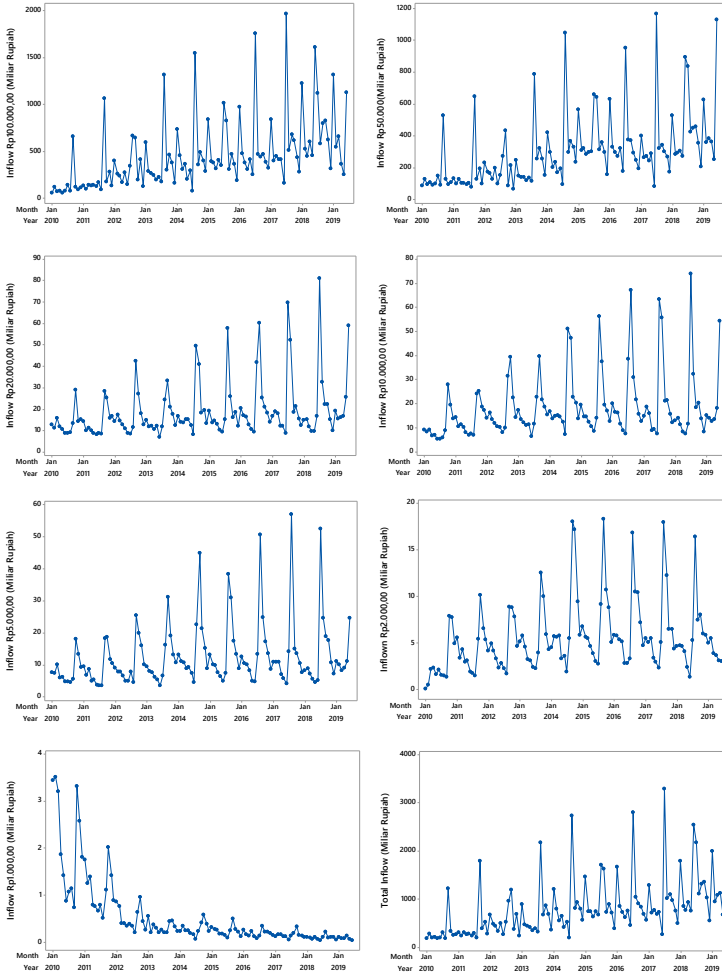 Inflow Rp100.000,00 (Miliar Rupiah)
2000
1500
1000
500
0
Month Jan Jan Jan Jan Jan Jan Jan Jan Jan Jan
Year 2010 2011 2012 2013 2014 2015 2016 2017 2018 2019
Inflow Rp50.000(Miliar Rupiah)
1200
1000
800
600
400
200
0
Month Jan Jan Jan Jan Jan Jan Jan Jan Jan Jan
Year 2010 2011 2012 2013 2014 2015 2016 2017 2018 2019
Inflow Rp20.000,00 (Miliar Rupiah)
90
80
70
60
50
40
30
20
10
0
Month Jan Jan Jan Jan Jan Jan Jan Jan Jan Jan
Year 2010 2011 2012 2013 2014 2015 2016 2017 2018 2019
Inflow Rp10.000,00 (Miliar Rupiah)
80
70
60
50
40
30
20
10
0
Month Jan Jan Jan Jan Jan Jan Jan Jan Jan Jan
Year 2010 2011 2012 2013 2014 2015 2016 2017 2018 2019
Inflow Rp5.000,00 (Miliar Rupiah)
60
50
40
30
20
10
0
Month Jan Jan Jan Jan Jan Jan Jan Jan Jan Jan
Year 2010 2011 2012 2013 2014 2015 2016 2017 2018 2019
Inflown Rp2.000,00 (Miliar Rupiah)
20
15
10
5
0
Month Jan Jan Jan Jan Jan Jan Jan Jan Jan Jan
Year 2010 2011 2012 2013 2014 2015 2016 2017 2018 2019
Inflow Rp1.000,00 (Miliar Rupiah)
4
3
2
1
0
Month Jan Jan Jan Jan Jan Jan Jan Jan Jan Jan
Year 2010 2011 2012 2013 2014 2015 2016 2017 2018 2019
Total Inflow (Miliar Rupiah)
4000
3000
2000
1000
0
Month Jan Jan Jan Jan Jan Jan Jan Jan Jan Jan
Year 2010 2011 2012 2013 2014 2015 2016 2017 2018 2019